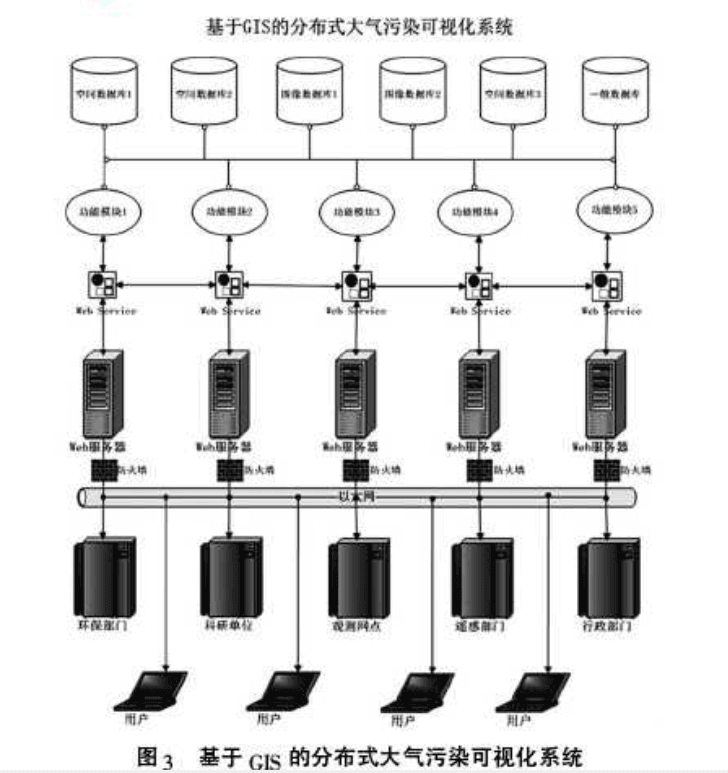 基于GIS的分布式大气污染可视化系统
空间数据库1 空间数据库2 图像数据库1 图像数据库2 空间数据库3 一般数据库
功能模块1 功能模块2 功能模块3 功能模块4 功能模块5
Web Service Web Service Web Service Web Service Web Service
Web服务器 Web服务器 Web服务器 Web服务器 Web服务器
防火墙 防火墙 防火墙 防火墙 防火墙
以太网
环保部门 科研单位 观测网点 遥感部门 行政部门
用户 用户 用户 用户
图3 基于 GIS 的分布式大气污染可视化系统